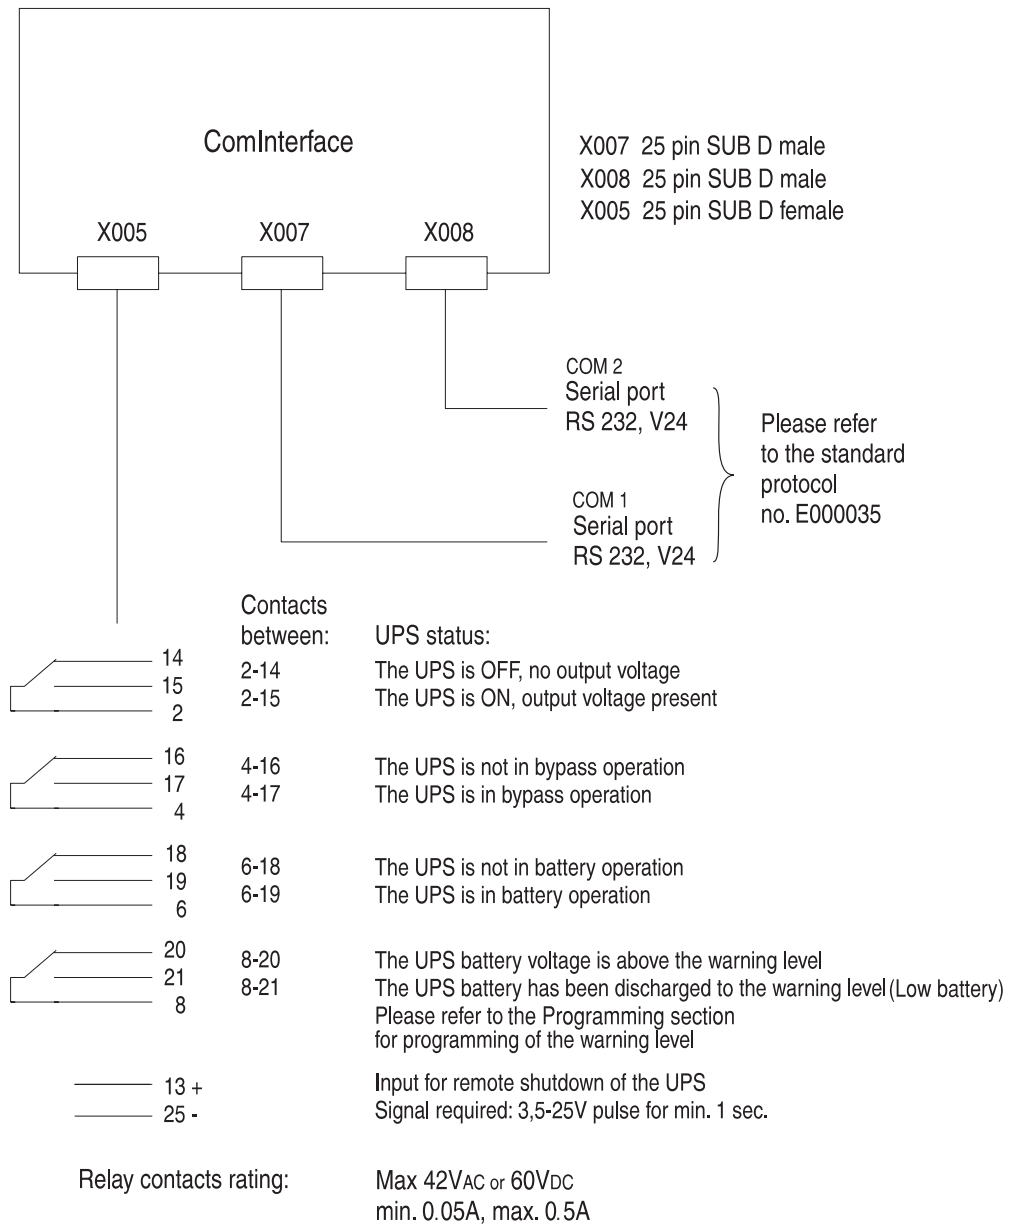 ComInterface
X007 25 pin SUB D male
X008 25 pin SUB D male
X005 25 pin SUB D female
X005 X007 X008
COM 2
Serial port
RS 232, V24
COM 1
Serial port
RS 232, V24
Please refer
to the standard
protocol
no. E000035
Contacts
between: UPS status:
14 2-14 The UPS is OFF, no output voltage
15 2-15 The UPS is ON, output voltage present
2
16 4-16 The UPS is not in bypass operation
17 4-17 The UPS is in bypass operation
4
18 6-18 The UPS is not in battery operation
19 6-19 The UPS is in battery operation
6
20 8-20 The UPS battery voltage is above the warning level
21 8-21 The UPS battery has been discharged to the warning level (Low battery)
8 Please refer to the Programming section
for programming of the warning level
13 + Input for remote shutdown of the UPS
25 - Signal required: 3,5-25V pulse for min. 1 sec.
Relay contacts rating: Max 42VAC or 60VDC
min. 0.05A, max. 0.5A